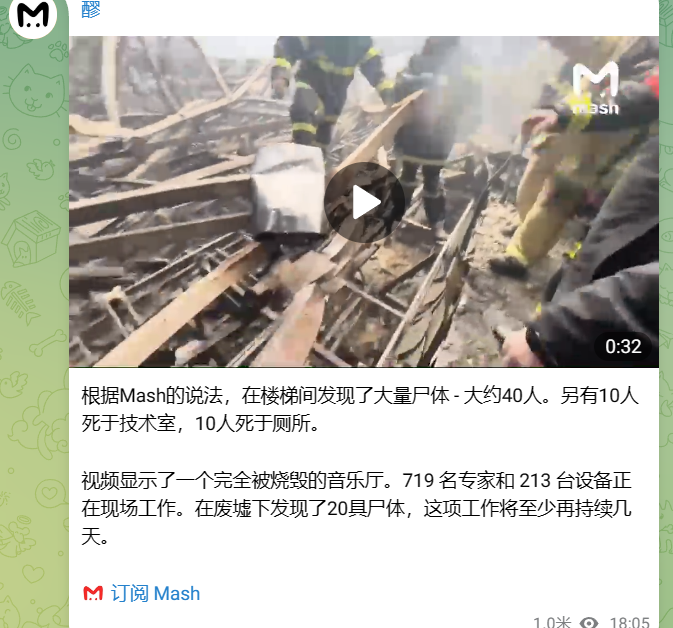 醪
mash
0:32
根据Mash的说法，在楼梯间发现了大量尸体 - 大约40人。另有10人
死于技术室，10人死于厕所。
视频显示了一个完全被烧毁的音乐厅。719 名专家和 213 台设备正
在现场工作。在废墟下发现了20具尸体，这项工作将至少再持续几
天。
订阅 Mash
1.0米 18:05